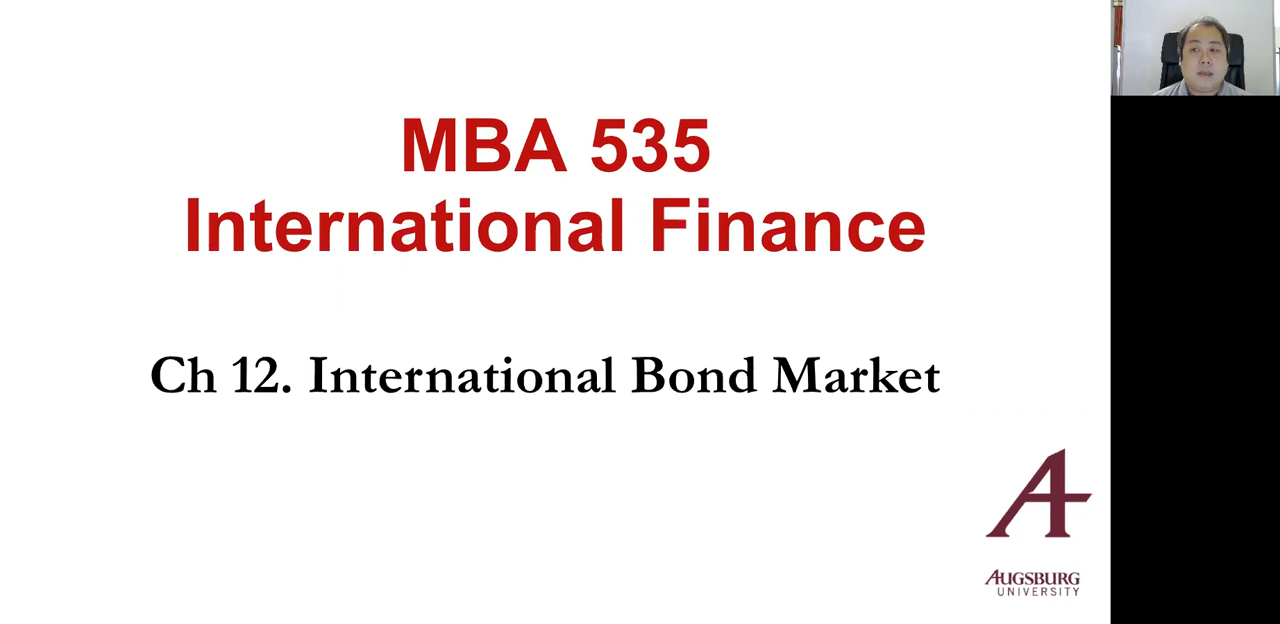 MBA 535
International Finance
Ch 12. International Bond Market
AUGSBURG
UNIVERSITY